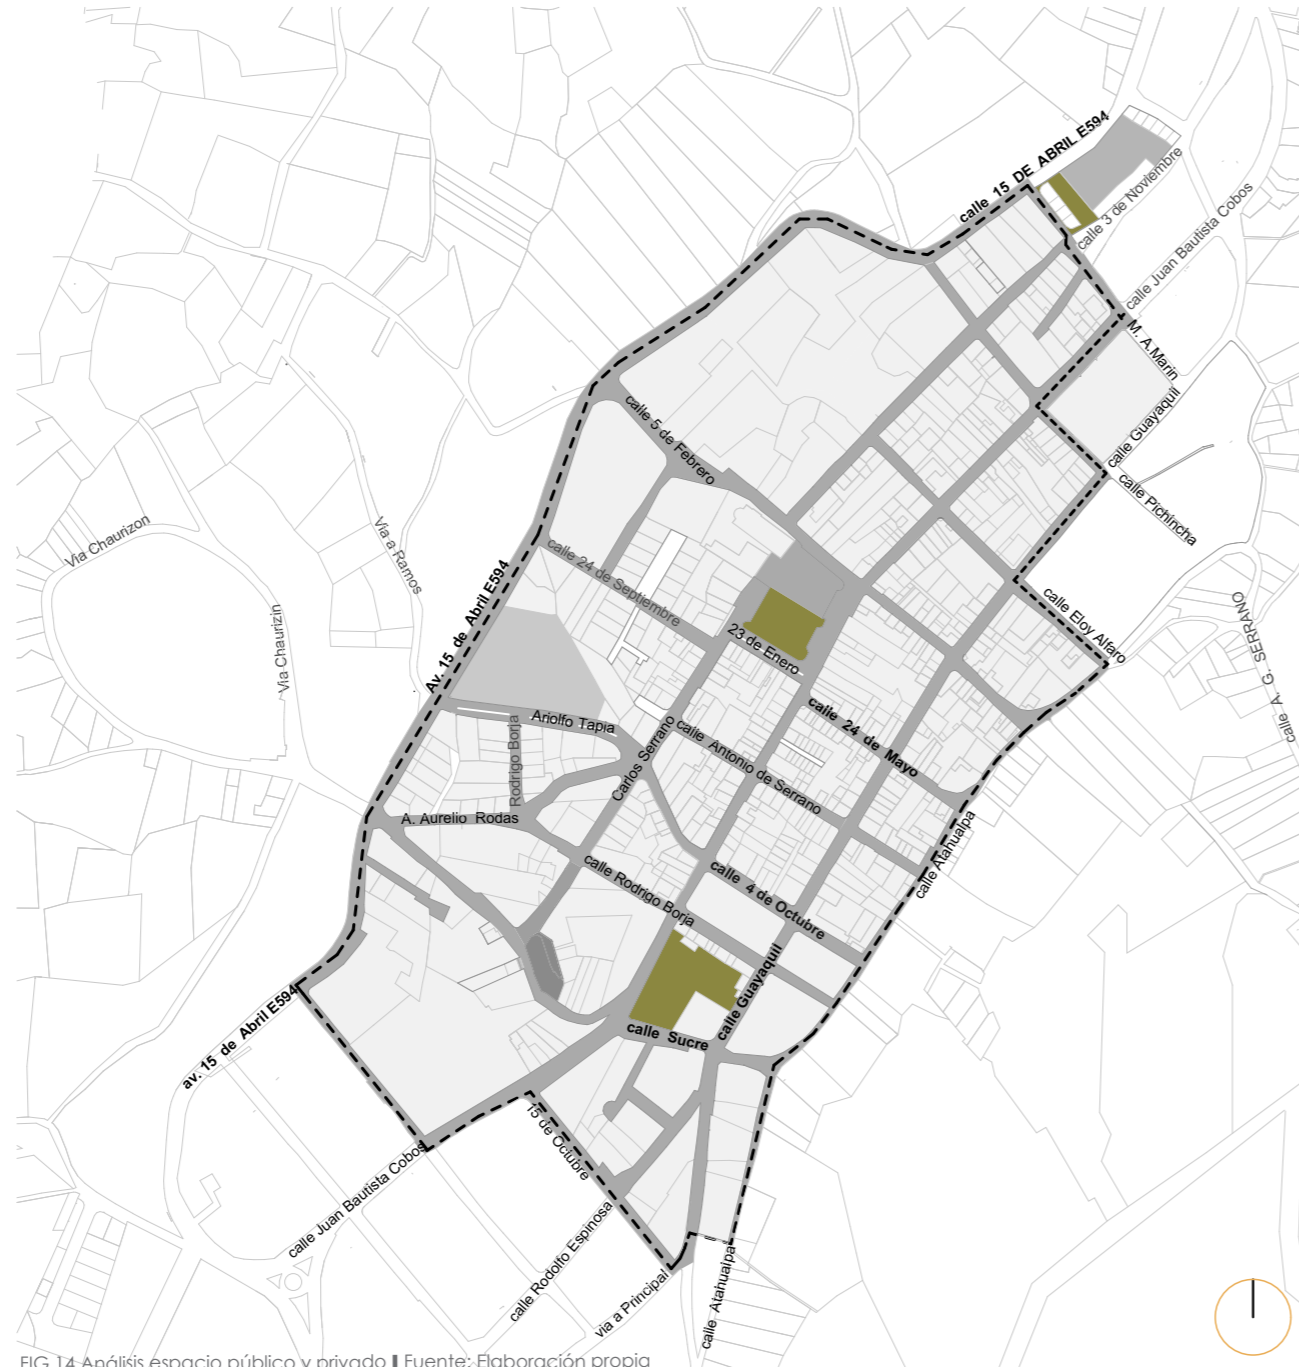 calle 15 DE ABRIL E594
calle 3 de Noviembre
calle Juan Bautista Cobos
M. A.Marin
calle Guayaquil
calle Pichincha
calle 5 de Febrero
Via Chaurizon
Via a Ramos
calle 24 de Septiembre
Av. 15 de Abril E594
Via Chaurizin
calle Eloy Alfaro
calle A. G. SERRANO
23 de Enero
calle 24 de Mayo
Ariolfo Tapia
Rodrigo Borja
Carlos Serrano
calle Antonio de Serrano
A. Aurelio Rodas
calle Atahualpa
calle Rodrigo Borja
calle 4 de Octubre
calle Guayaquil
calle Sucre
av. 15 de Abril E594
15 de Octubre
calle Juan Bautista Cobos
calle Rodolfo Espinosa
via a Principal
calle Atahualpa
FIG 14 Análisis espacio público y privado | Fuente: Elaboración propia